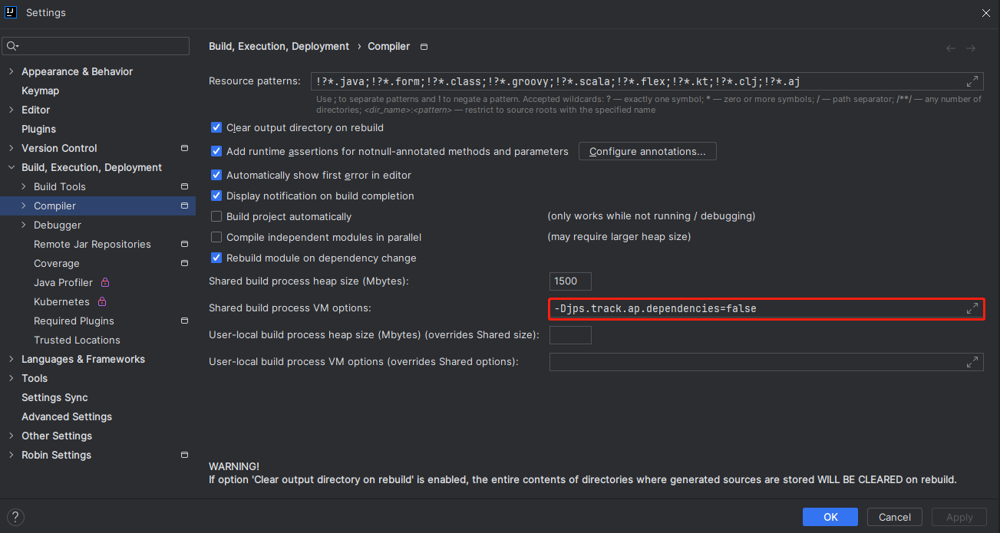 Settings
Build, Execution, Deployment › Compiler
Appearance & Behavior
Keymap
Editor
Plugins
Version Control
Build, Execution, Deployment
Build Tools
Compiler
Debugger
Remote Jar Repositories
Coverage
Java Profiler
Kubernetes
Required Plugins
Trusted Locations
Languages & Frameworks
Tools
Settings Sync
Advanced Settings
Other Settings
Robin Settings
Resource patterns: !?*.java;!?*.form;!?*.class;!?*.groovy;!?*.scala;!?*.flex;!?*.kt;!?*.clj;!?*.aj
Use ; to separate patterns and ! to negate a pattern. Accepted wildcards: ? — exactly one symbol; * — zero or more symbols; / — path separator; /**/ — any number of
directories; <dir_name>:<pattern> — restrict to source roots with the specified name
Clear output directory on rebuild
Add runtime assertions for notnull-annotated methods and parameters Configure annotations...
Automatically show first error in editor
Display notification on build completion
Build project automatically (only works while not running / debugging)
Compile independent modules in parallel (may require larger heap size)
Rebuild module on dependency change
Shared build process heap size (Mbytes): 1500
Shared build process VM options: -Djps.track.ap.dependencies=false
User-local build process heap size (Mbytes) (overrides Shared size):
User-local build process VM options (overrides Shared options):
WARNING!
If option 'Clear output directory on rebuild' is enabled, the entire contents of directories where generated sources are stored WILL BE CLEARED on rebuild.
? OK Cancel Apply